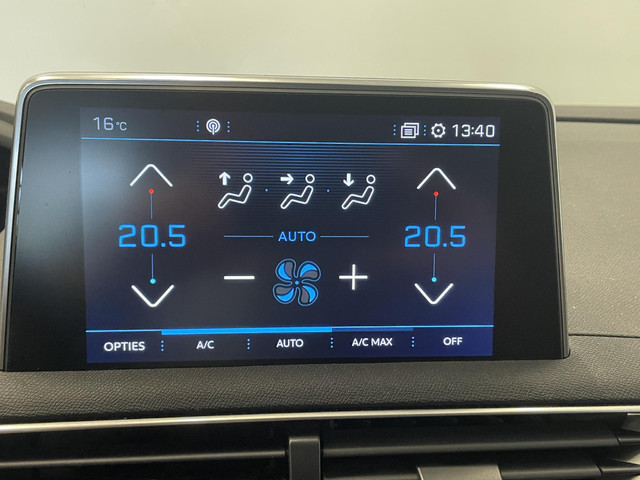 16°C 13:40
20.5 20.5
AUTO
OPTIES A/C AUTO A/C MAX OFF